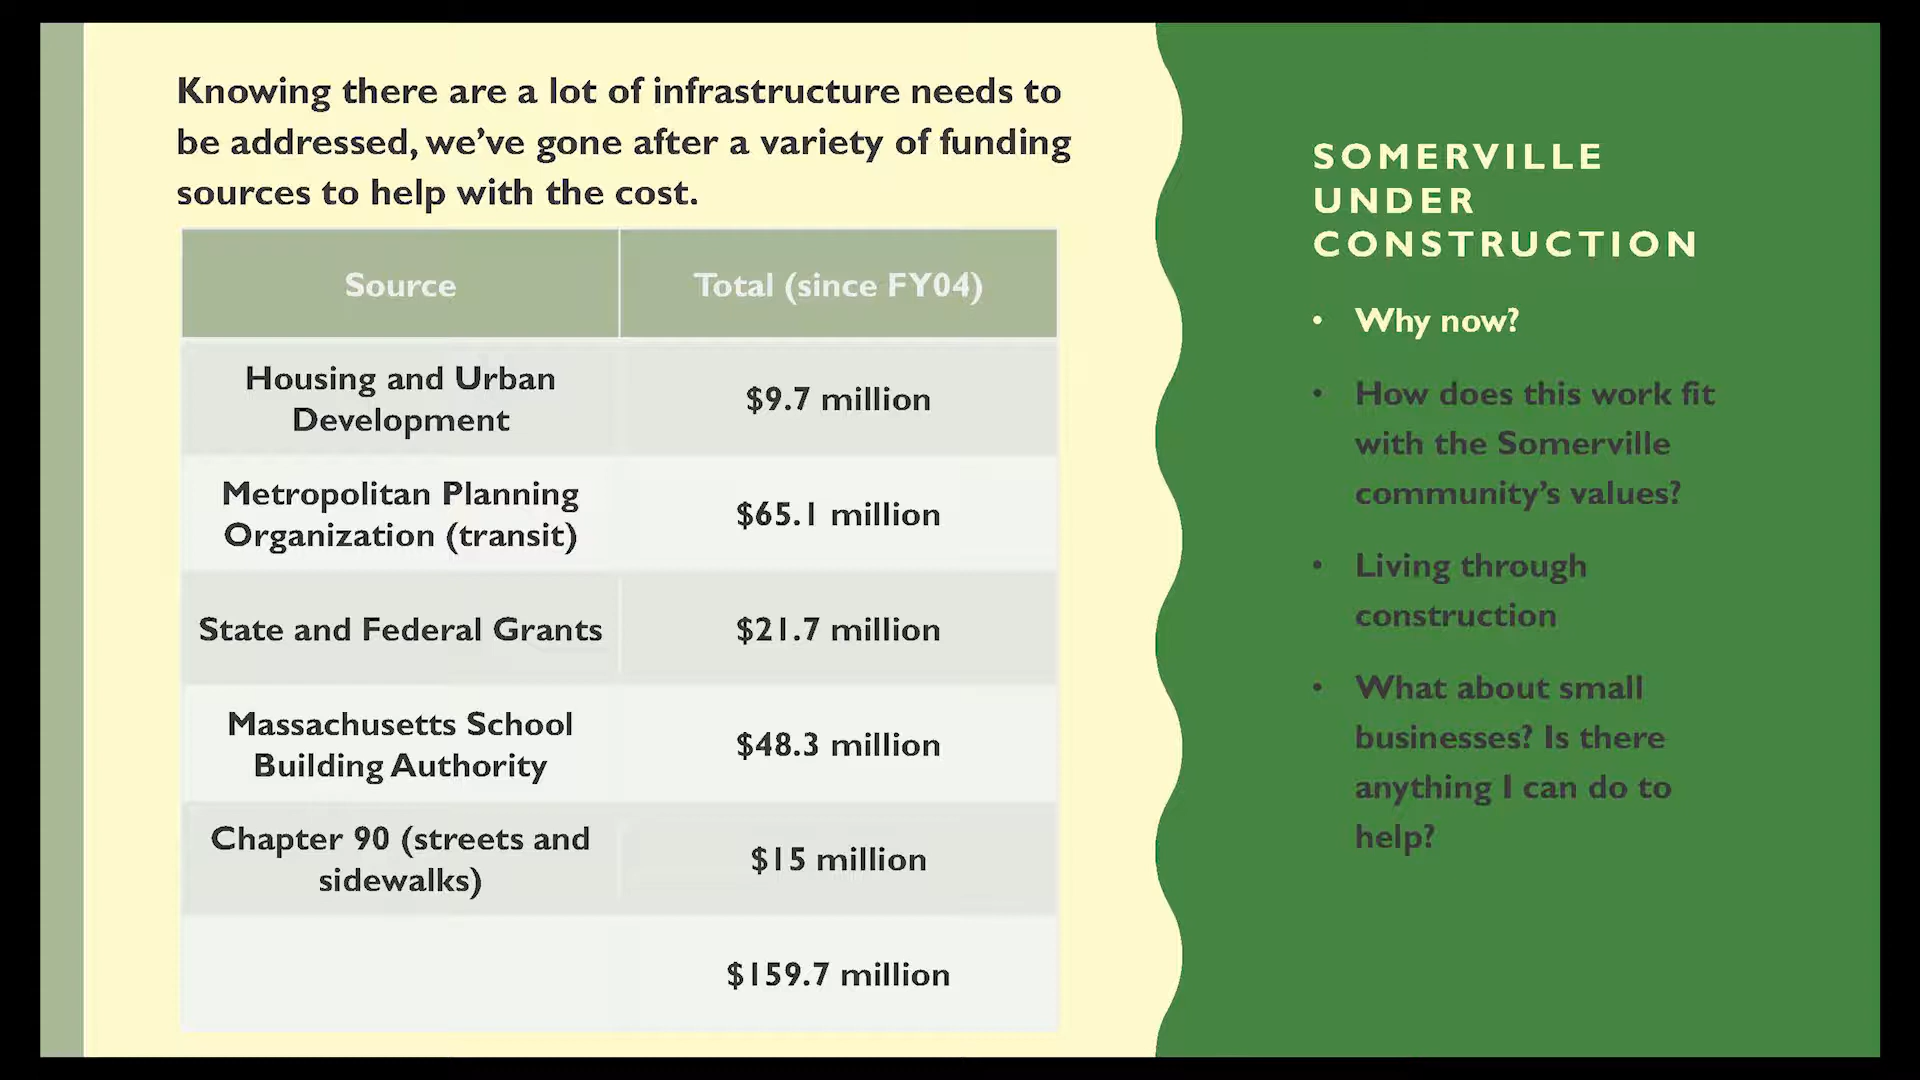 Knowing there are a lot of infrastructure needs to
be addressed, we’ve gone after a variety of funding
sources to help with the cost.
Source
Total (since FY04)
Housing and Urban
Development
$9.7 million
Metropolitan Planning
Organization (transit)
$65.1 million
State and Federal Grants
$21.7 million
Massachusetts School
Building Authority
$48.3 million
Chapter 90 (streets and
sidewalks)
$15 million
$159.7 million
SOMERVILLE
UNDER
CONSTRUCTION
• Why now?
• How does this work fit
with the Somerville
community’s values?
• Living through
construction
• What about small
businesses? Is there
anything I can do to
help?